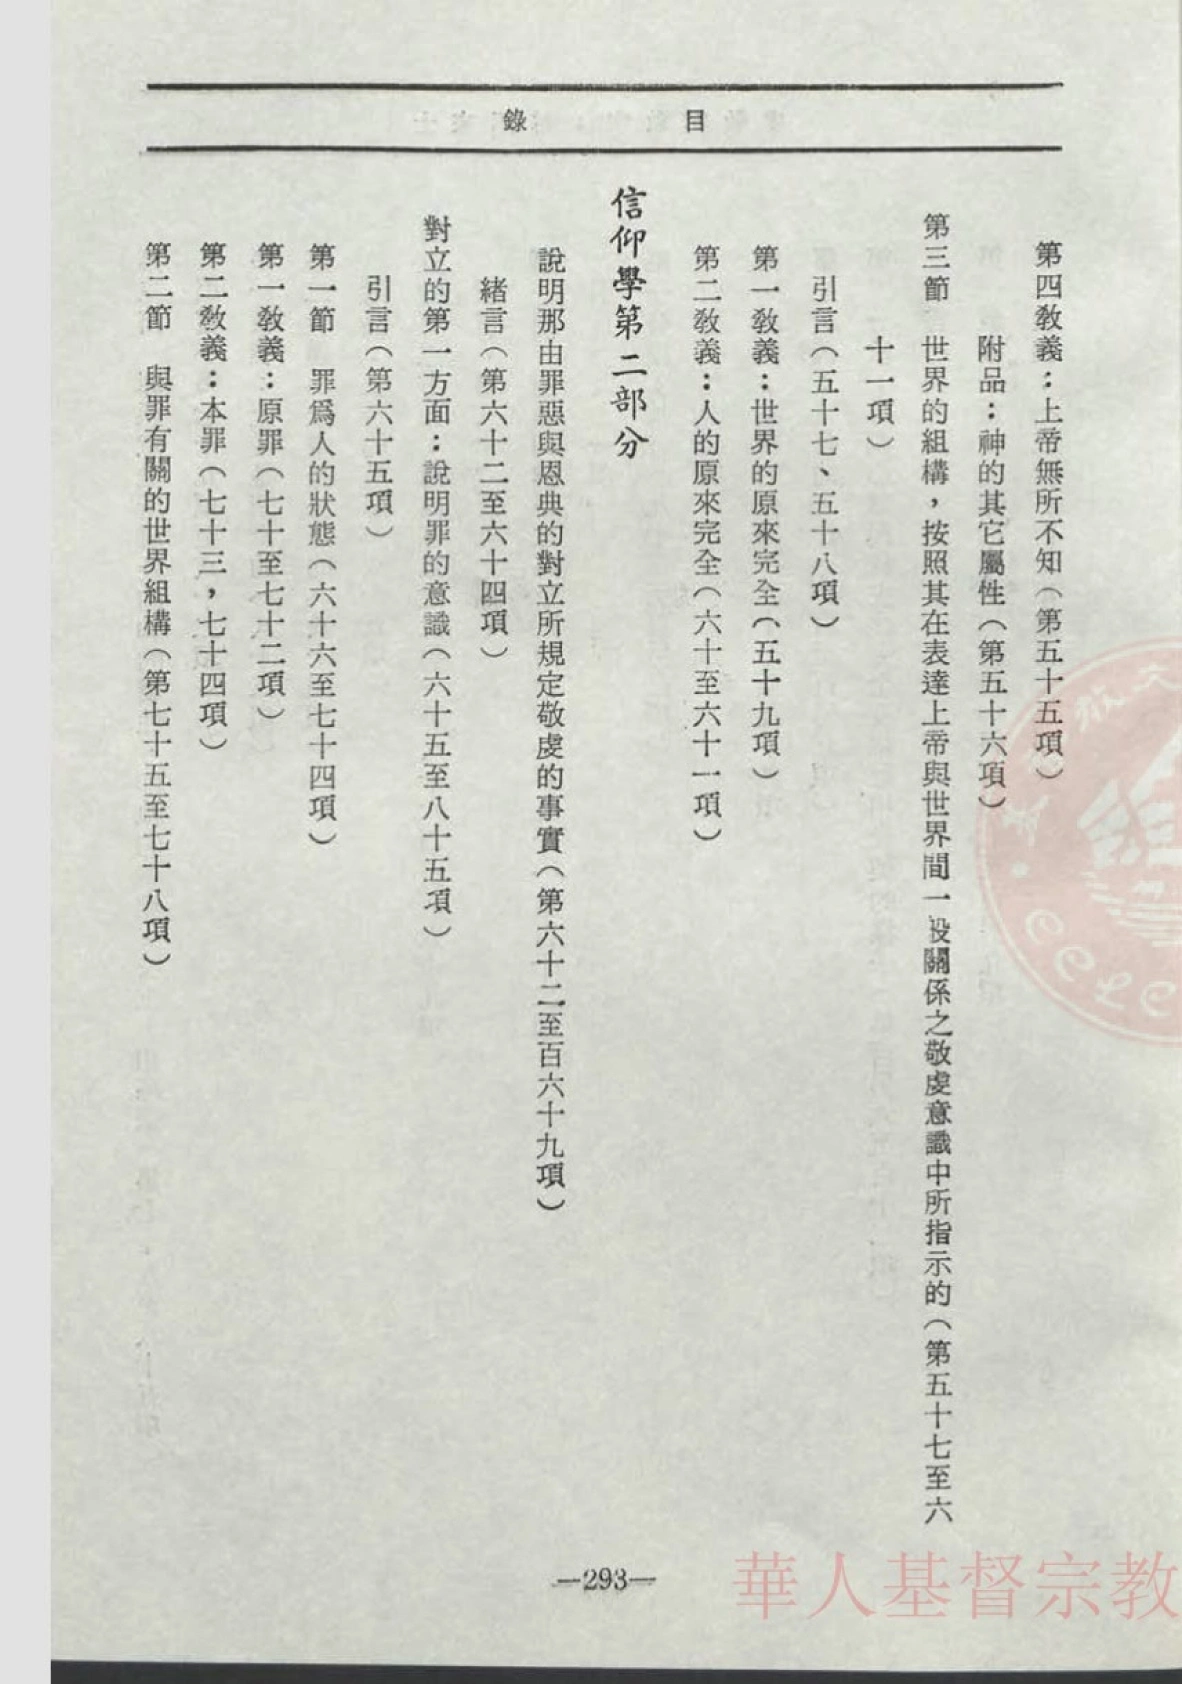 目錄
第四教義：上帝無所不知（第五十五項）
附品：神的其它屬性（第五十六項）
第三節　世界的組構，按照其在表達上帝與世界間一般關係之敬虔意識中所指示的（第五十七至六
十一項）
引言（五十七、五十八項）
第一教義：世界的原來完全（五十九項）
第二教義：人的原來完全（六十至六十一項）
信仰學第二部分
說明那由罪惡與恩典的對立所規定敬虔的事實（第六十二至百六十九項）
緒言（第六十二至六十四項）
對立的第一方面：說明罪的意識（六十五至八十五項）
引言（第六十五項）
第一節　罪爲人的狀態（六十六至七十四項）
第一教義：原罪（七十至七十二項）
第二教義：本罪（七十三，七十四項）
第二節　與罪有關的世界組構（第七十五至七十八項）
—293—
華人基督宗教